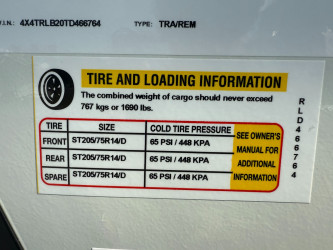 V.I.N.: 4X4TRLB20TD466764 TYPE: TRA/REM
TIRE AND LOADING INFORMATION
The combined weight of cargo should never exceed
767 kgs or 1690 lbs.
TIRE SIZE COLD TIRE PRESSURE
FRONT ST205/75R14/D 65 PSI / 448 KPA
REAR ST205/75R14/D 65 PSI / 448 KPA
SPARE ST205/75R14/D 65 PSI / 448 KPA
SEE OWNER'S
MANUAL FOR
ADDITIONAL
INFORMATION
RLD466764